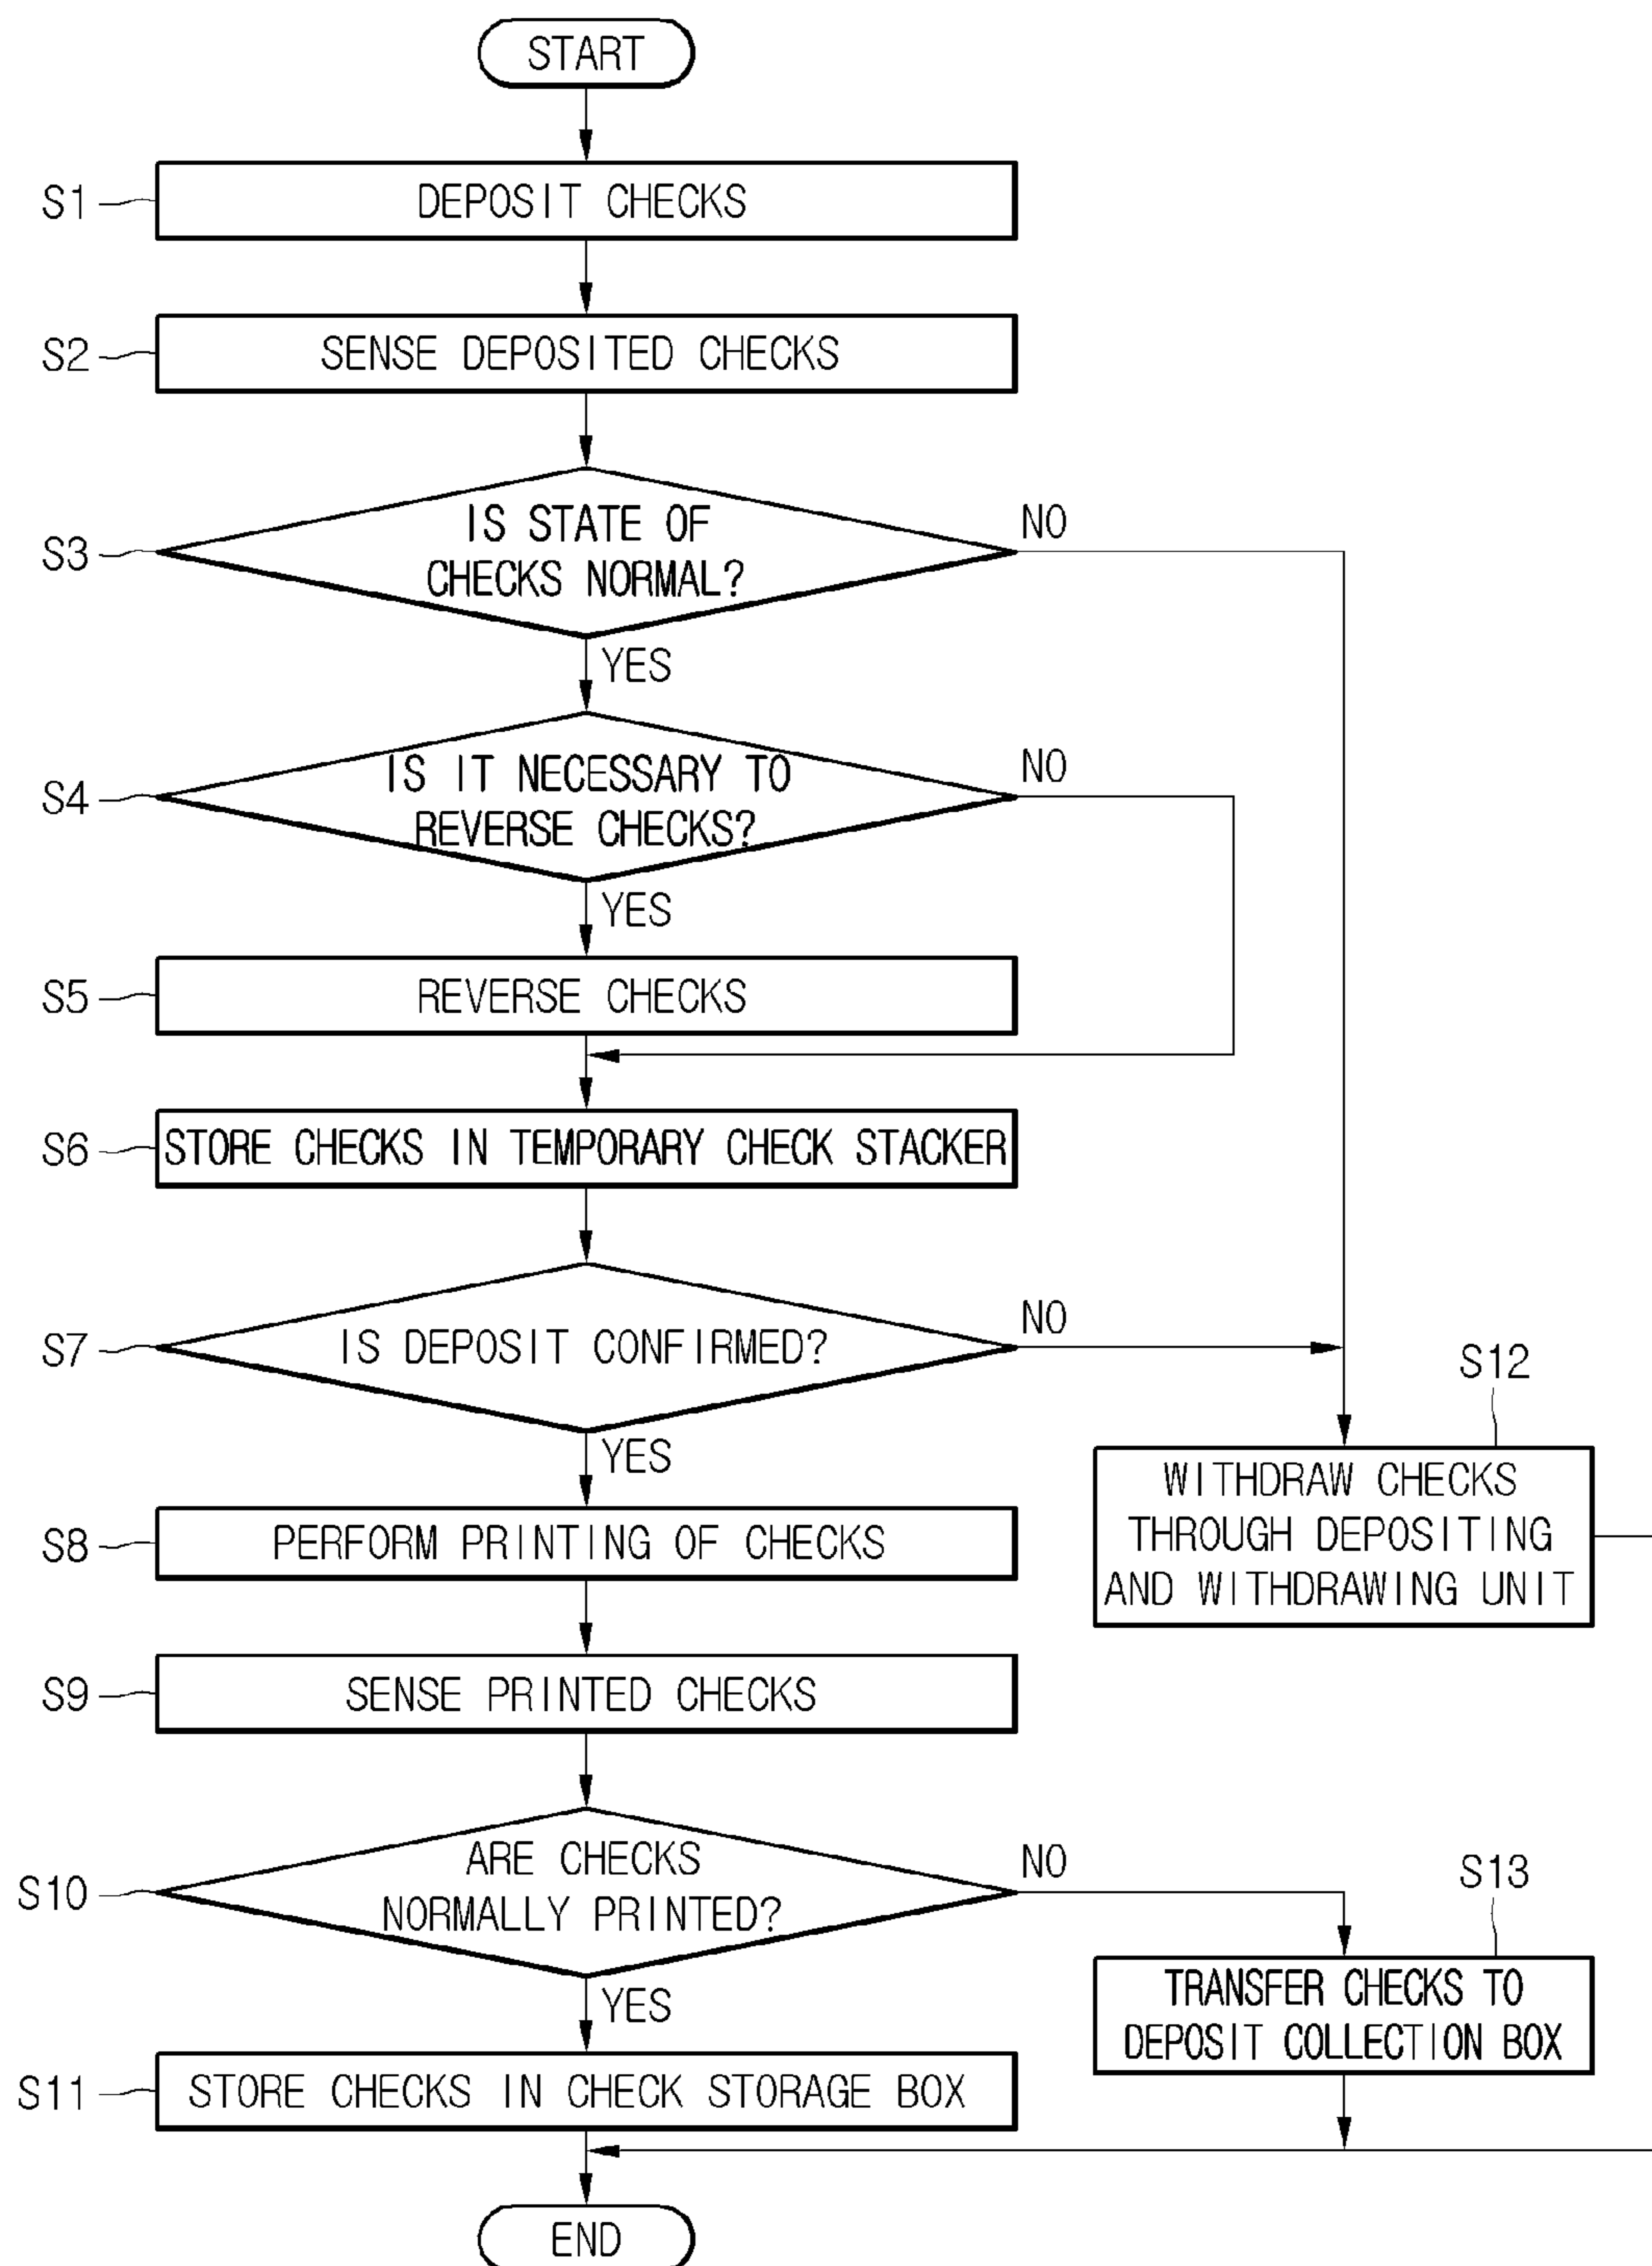 START
S1
DEPOSIT CHECKS
S2
SENSE DEPOSITED CHECKS
S3
IS STATE OF
CHECKS NORMAL?
NO
YES
S4
IS IT NECESSARY TO
REVERSE CHECKS?
NO
YES
S5
REVERSE CHECKS
S6
STORE CHECKS IN TEMPORARY CHECK STACKER
S7
IS DEPOSIT CONFIRMED?
NO
YES
S12
WITHDRAW CHECKS
THROUGH DEPOSITING
AND WITHDRAWING UNIT
S8
PERFORM PRINTING OF CHECKS
S9
SENSE PRINTED CHECKS
S10
ARE CHECKS
NORMALLY PRINTED?
NO
YES
S13
TRANSFER CHECKS TO
DEPOSIT COLLECTION BOX
S11
STORE CHECKS IN CHECK STORAGE BOX
END